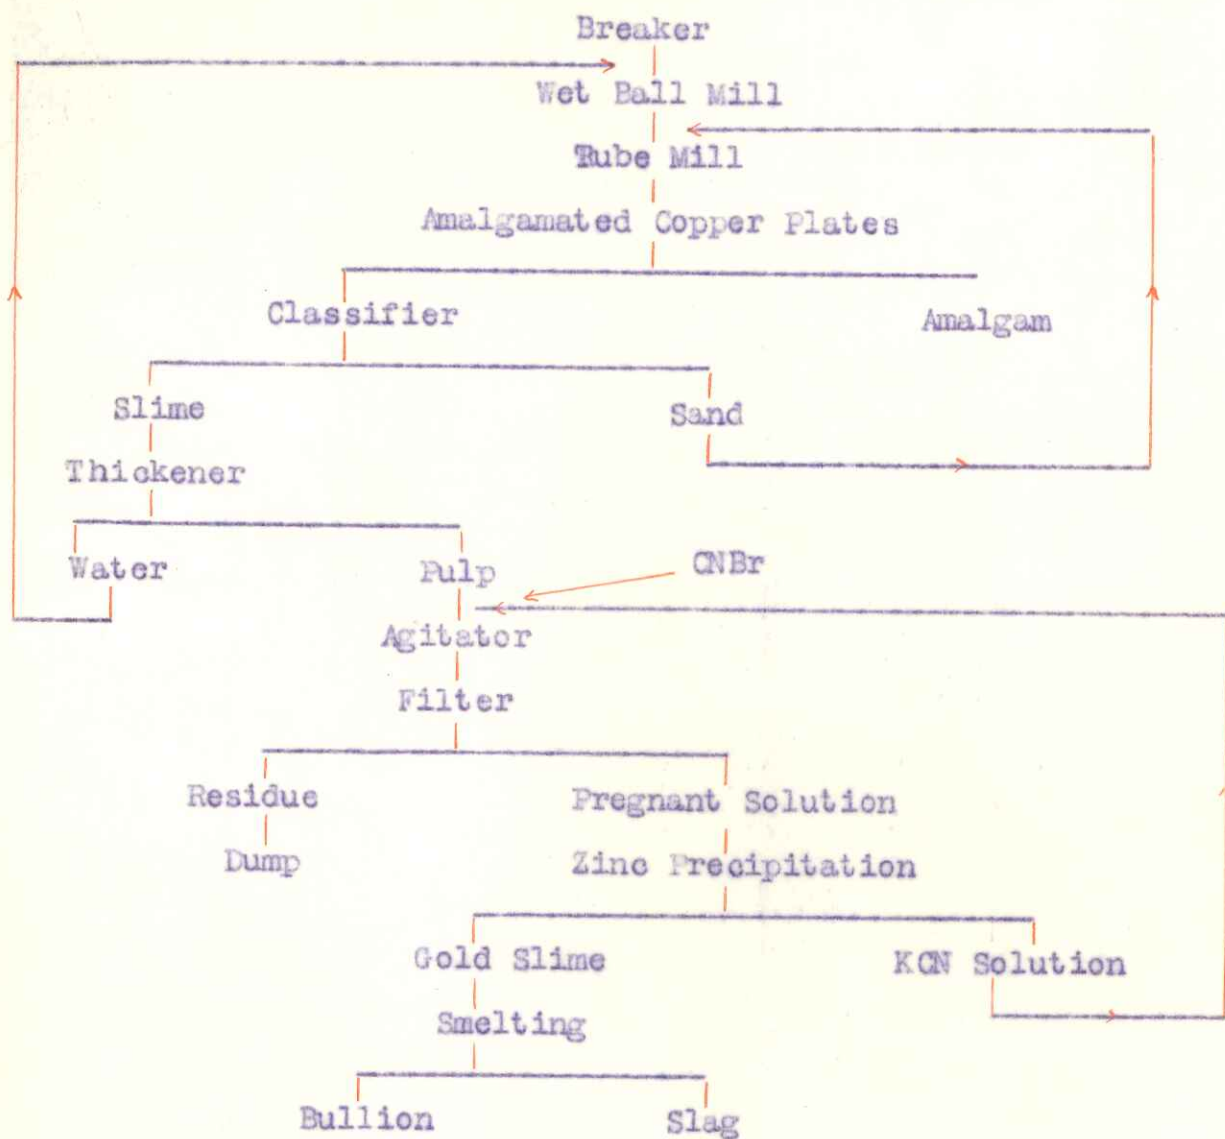 Breaker
Wet Ball Mill
Tube Mill
Amalgamated Copper Plates
Classifier Amalgam
Slime Sand
Thickener
Water Pulp CNBr
Agitator
Filter
Residue Pregnant Solution
Dump Zinc Precipitation
Gold Slime KCN Solution
Smelting
Bullion Slag